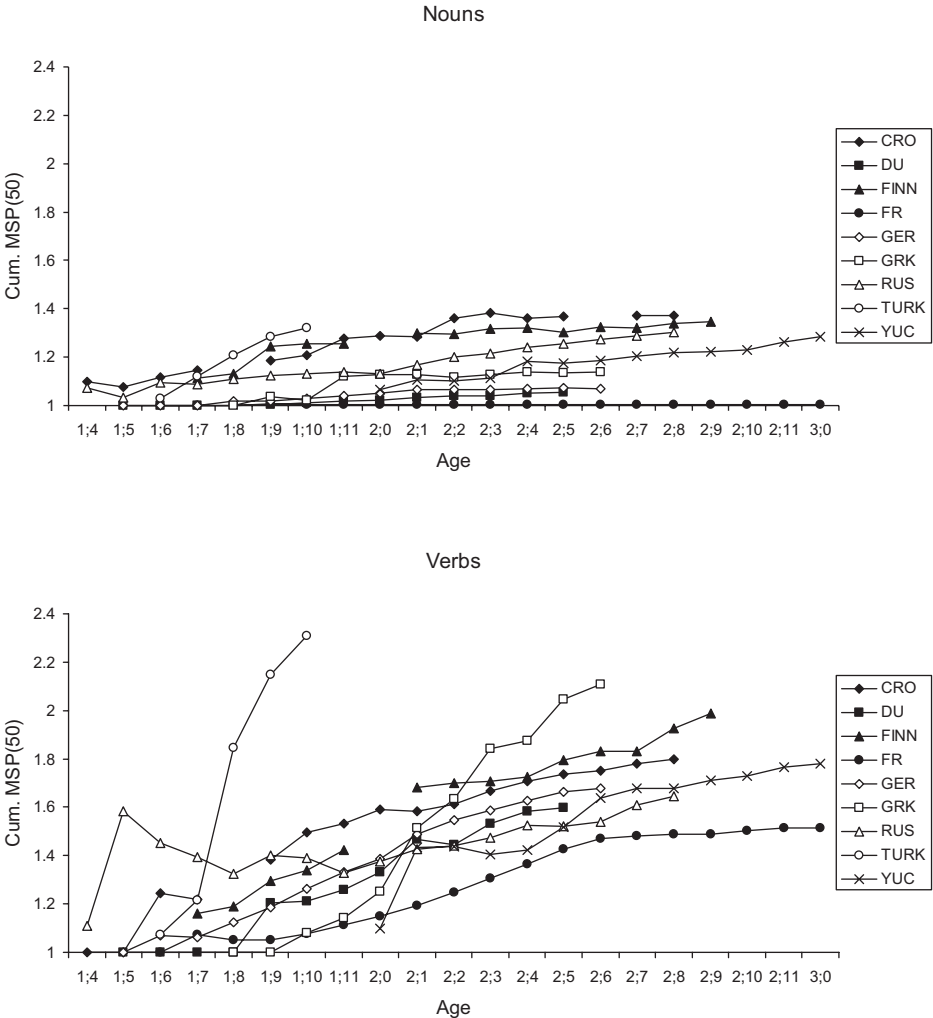 Nouns
Cum. MSP(50)
2.4
2.2
2
1.8
1.6
1.4
1.2
1
1;4 1;5 1;6 1;7 1;8 1;9 1;10 1;11 2;0 2;1 2;2 2;3 2;4 2;5 2;6 2;7 2;8 2;9 2;10 2;11 3;0
Age
CRO
DU
FINN
FR
GER
GRK
RUS
TURK
YUC
Verbs
Cum. MSP(50)
2.4
2.2
2
1.8
1.6
1.4
1.2
1
1;4 1;5 1;6 1;7 1;8 1;9 1;10 1;11 2;0 2;1 2;2 2;3 2;4 2;5 2;6 2;7 2;8 2;9 2;10 2;11 3;0
Age
CRO
DU
FINN
FR
GER
GRK
RUS
TURK
YUC